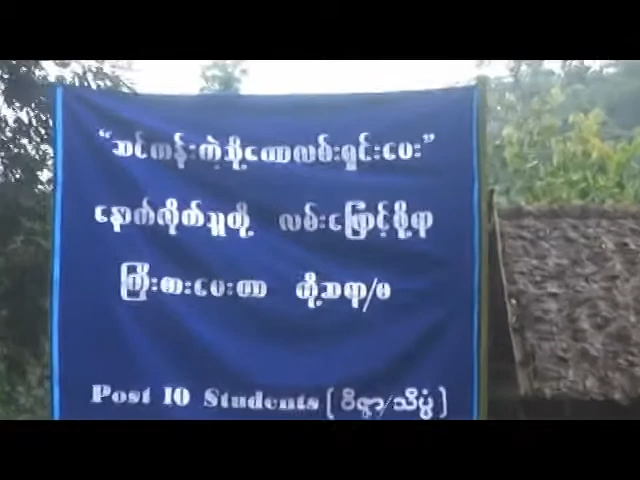 “ဆင်ကန်းကဲ့သို့တောလမ်းရှင်းပေး”
နောက်လိုက်သူတို့ လမ်းဖြောင့်ဖို့ရာ
ကြိုးစားပေးတာ တို့ဆရာ/မ
Post 10 Students (ဝိဇ္ဇာ/သိပ္ပံ)